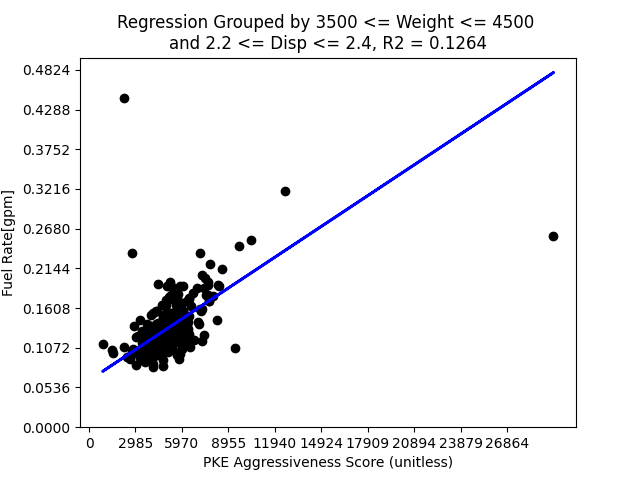 Regression Grouped by 3500 <= Weight <= 4500
and 2.2 <= Disp <= 2.4, R2 = 0.1264
0.4824
0.4288
0.3752
0.3216
0.2680
0.2144
0.1608
0.1072
0.0536
0.0000
Fuel Rate[gpm]
0 2985 5970 8955 11940 14924 17909 20894 23879 26864
PKE Aggressiveness Score (unitless)